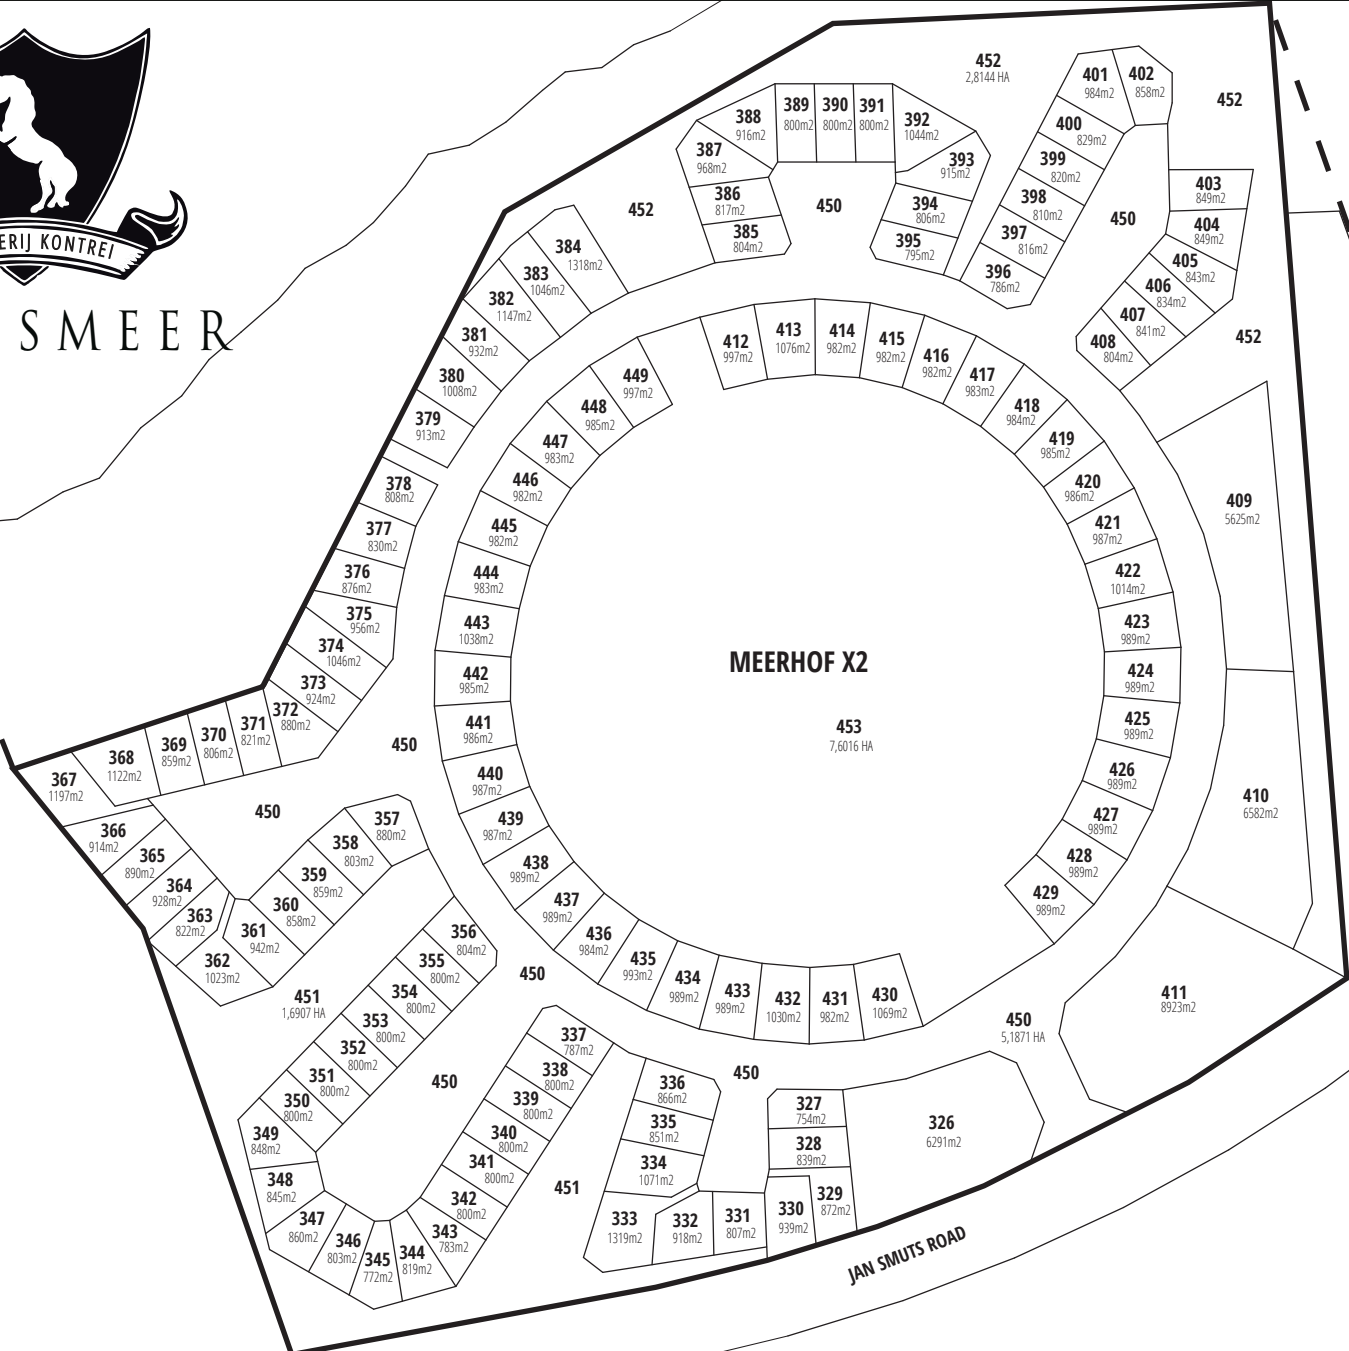 ERIJ KONTREI
SMEER
452
2,8144 HA
401
984m2
402
858m2
452
400
829m2
399
820m2
398
810m2
397
816m2
396
786m2
450
403
849m2
404
849m2
405
843m2
406
834m2
407
841m2
408
804m2
452
388
916m2
389
800m2
390
800m2
391
800m2
392
1044m2
387
968m2
393
915m2
386
817m2
385
804m2
450
394
806m2
395
795m2
452
384
1318m2
383
1046m2
382
1147m2
381
932m2
380
1008m2
379
913m2
378
808m2
377
830m2
376
876m2
375
956m2
374
1046m2
373
924m2
372
880m2
371
821m2
370
806m2
369
859m2
368
1122m2
367
1197m2
366
914m2
365
890m2
364
928m2
363
822m2
362
1023m2
361
942m2
360
858m2
359
859m2
358
803m2
357
880m2
450
450
412
997m2
413
1076m2
414
982m2
415
982m2
416
982m2
417
983m2
418
984m2
419
985m2
420
986m2
421
987m2
422
1014m2
423
989m2
424
989m2
425
989m2
426
989m2
427
989m2
428
989m2
429
989m2
430
1069m2
431
982m2
432
1030m2
433
989m2
434
989m2
435
993m2
436
984m2
437
989m2
438
989m2
439
987m2
440
987m2
441
986m2
442
985m2
443
1038m2
444
983m2
445
982m2
446
982m2
447
983m2
448
985m2
449
997m2
MEERHOF X2
453
7,6016 HA
409
5625m2
410
6582m2
411
8923m2
450
5,1871 HA
450
451
1,6907 HA
356
804m2
355
800m2
354
800m2
353
800m2
352
800m2
351
800m2
350
800m2
349
848m2
348
845m2
347
860m2
346
803m2
345
772m2
344
819m2
343
783m2
342
800m2
341
800m2
340
800m2
339
800m2
338
800m2
337
787m2
450
451
336
866m2
335
851m2
334
1071m2
333
1319m2
332
918m2
331
807m2
330
939m2
329
872m2
328
839m2
327
754m2
450
326
6291m2
JAN SMUTS ROAD